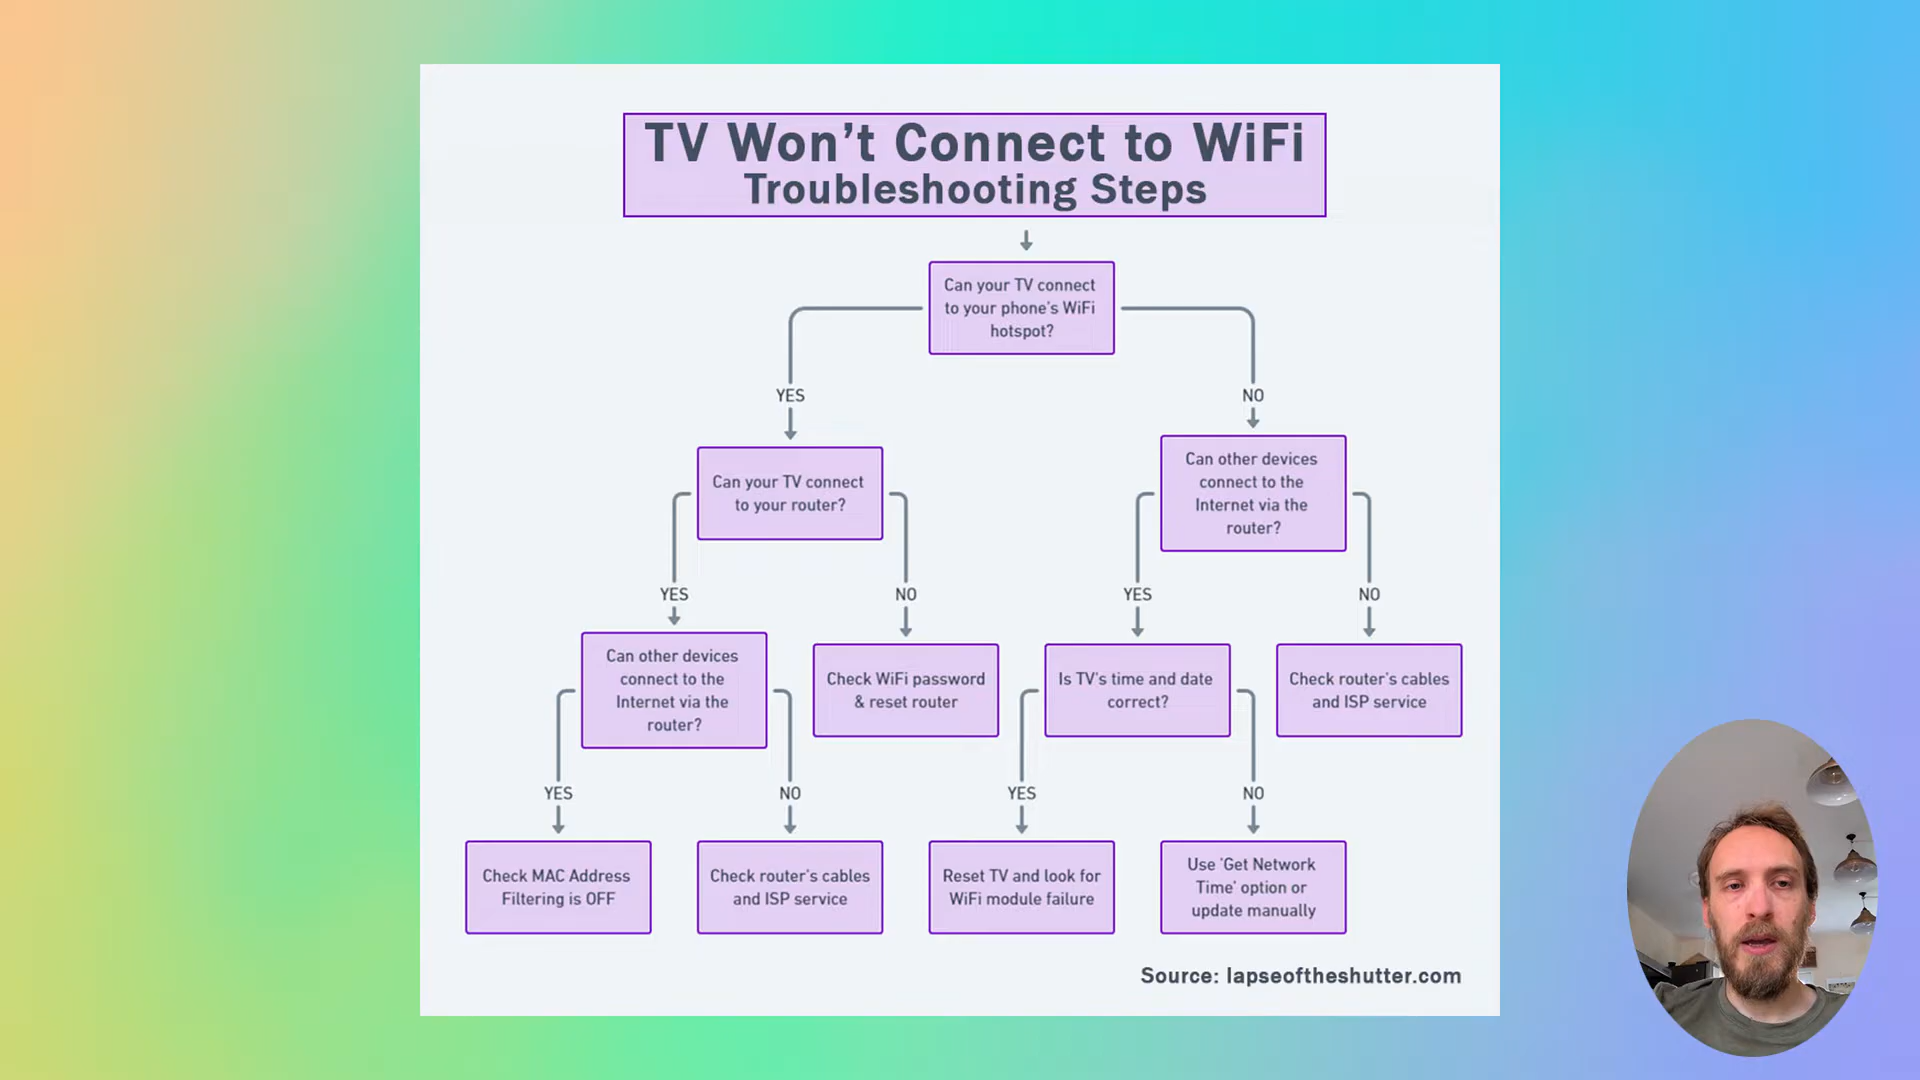 TV Won't Connect to WiFi
Troubleshooting Steps
Can your TV connect
to your phone's WiFi
hotspot?
YES
NO
Can your TV connect
to your router?
Can other devices
connect to the
Internet via the
router?
YES
NO
YES
NO
Can other devices
connect to the
Internet via the
router?
Check WiFi password
& reset router
Is TV's time and date
correct?
Check router's cables
and ISP service
YES
NO
YES
NO
Check MAC Address
Filtering is OFF
Check router's cables
and ISP service
Reset TV and look for
WiFi module failure
Use 'Get Network
Time' option or
update manually
Source: lapseoftheshutter.com